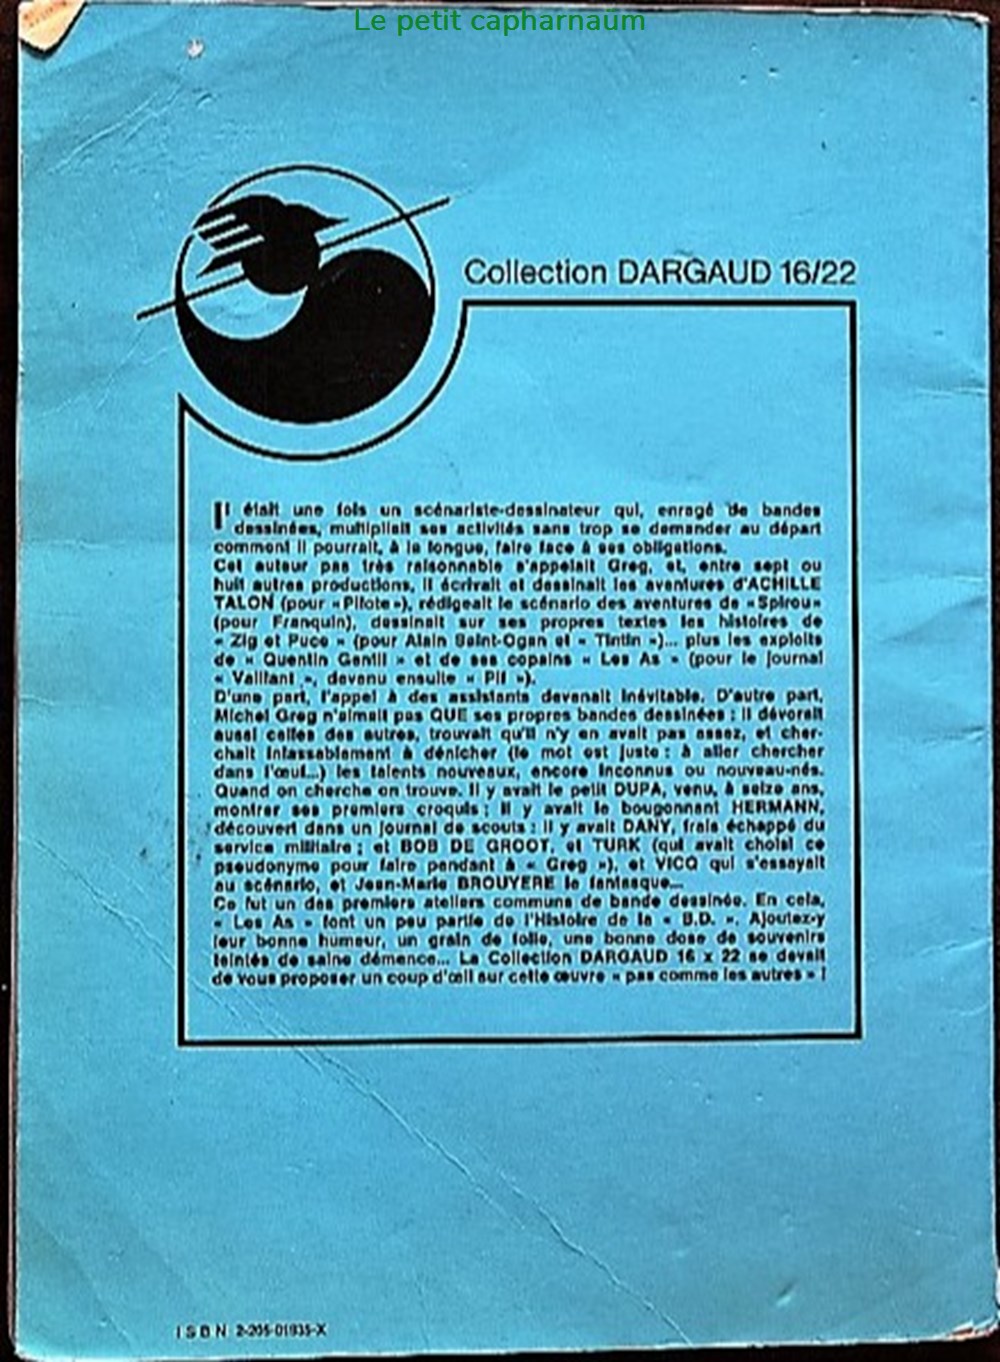 Le petit capharnaüm
Collection DARGAUD 16/22
Il était une fois un scénariste-dessinateur qui, enragé de bandes
dessinées, multipliait ses activités sans trop se demander au départ
comment il pourrait, à la longue, faire face à ses obligations.
Cet auteur pas très raisonnable s'appelait Greg, et, entre sept ou
huit autres productions, il écrivait et dessinait les aventures d'ACHILLE
TALON (pour «Pilote»), rédigeait le scénario des aventures de «Spirou»
(pour Franquin), dessinait sur ses propres textes les histoires de
« Zig et Puce » (pour Alain Saint-Ogan et « Tintin »)... plus les exploits
de « Quentin Gentil » et de ses copains « Les As » (pour le journal
« Vaillant », devenu ensuite « Pif »).
D'une part, l'appel à des assistants devenait inévitable. D'autre part,
Michel Greg n'aimait pas QUE ses propres bandes dessinées : il dévorait
aussi celles des autres, trouvait qu'il n'y en avait pas assez, et cher-
chait inlassablement à dénicher (le mot est juste : à aller chercher
dans l'œuf...) les talents nouveaux, encore inconnus ou nouveau-nés.
Quand on cherche on trouve. Il y avait le petit DUPA, venu, à seize ans,
montrer ses premiers croquis ; il y avait le bougonnant HERMANN,
découvert dans un journal de scouts ; il y avait DANY, frais échappé du
service militaire ; et BOB DE GROOT, et TURK (qui avait choisi ce
pseudonyme pour faire pendant à « Greg »), et VICQ qui s'essayait
au scénario, et Jean-Marie BROUYERE le fantasque...
Ce fut un des premiers ateliers communs de bande dessinée. En cela,
« Les As » font un peu partie de l'Histoire de la « B.D. ». Ajoutez-y
leur bonne humeur, un grain de folie, une bonne dose de souvenirs
teintés de saine démence... La Collection DARGAUD 16 x 22 se devait
de vous proposer un coup d'œil sur cette œuvre « pas comme les autres » !
ISBN 2-205-01935-X